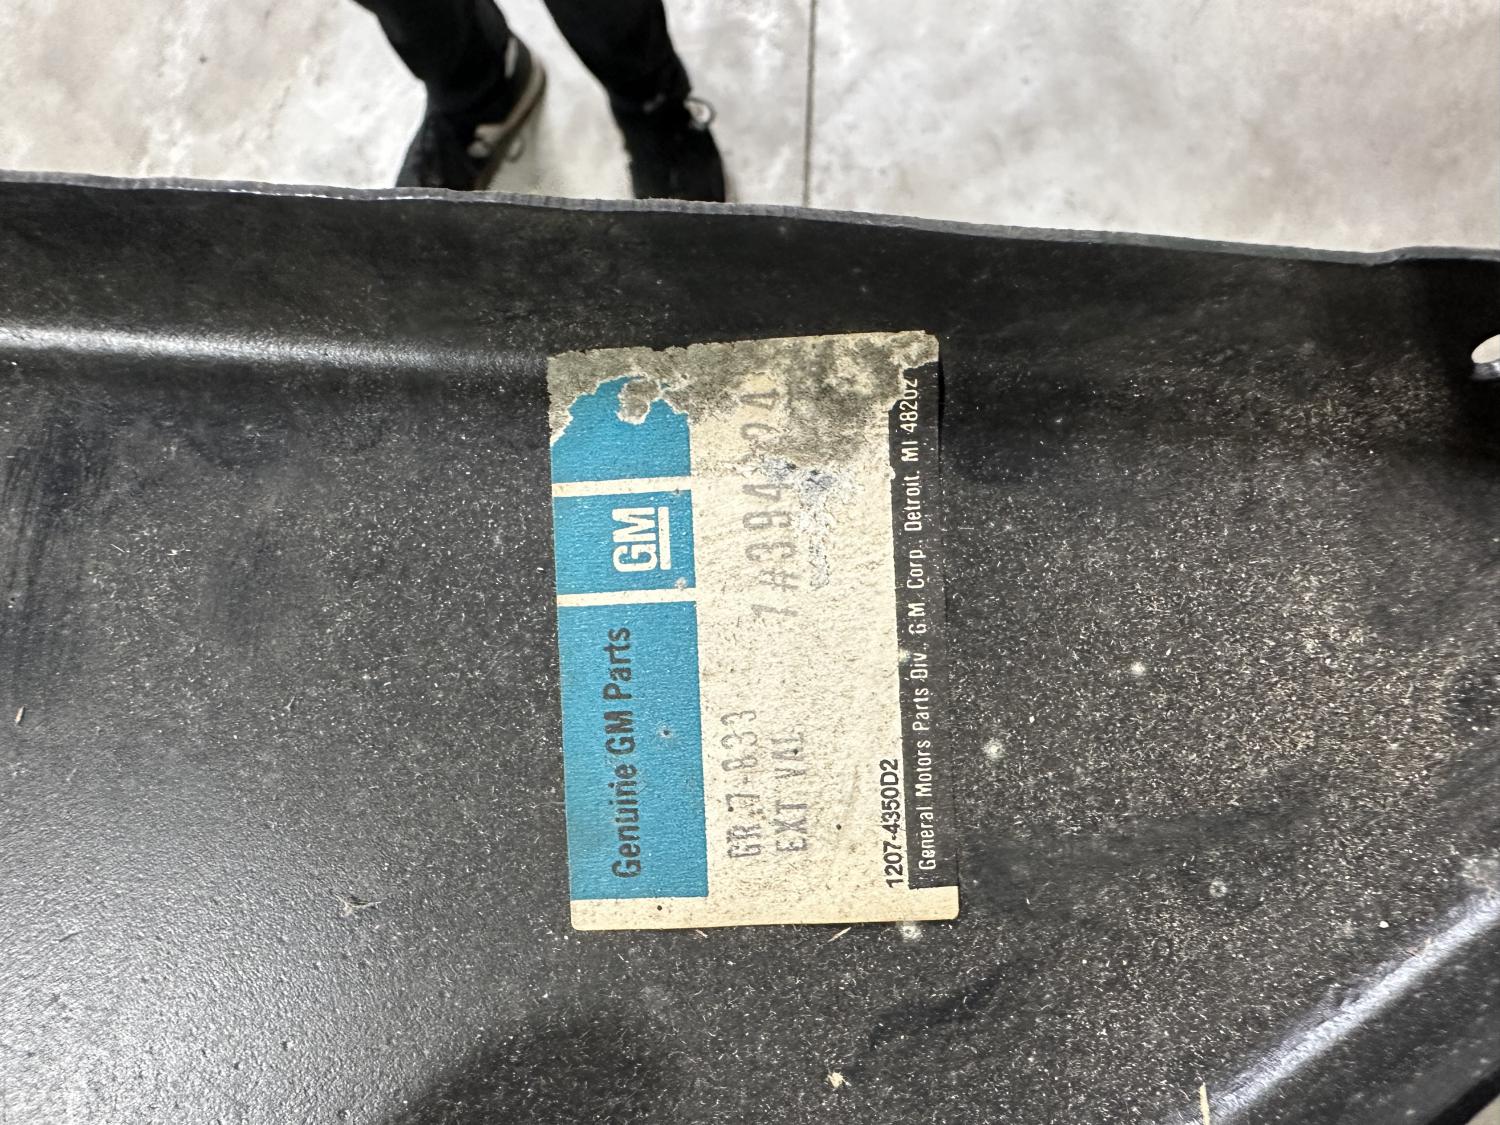 Genuine GM Parts
GM
GR.7-833
EXT VAL
1207-4350D2
General Motors Parts Div. G.M. Corp. Detroit. MI 48202